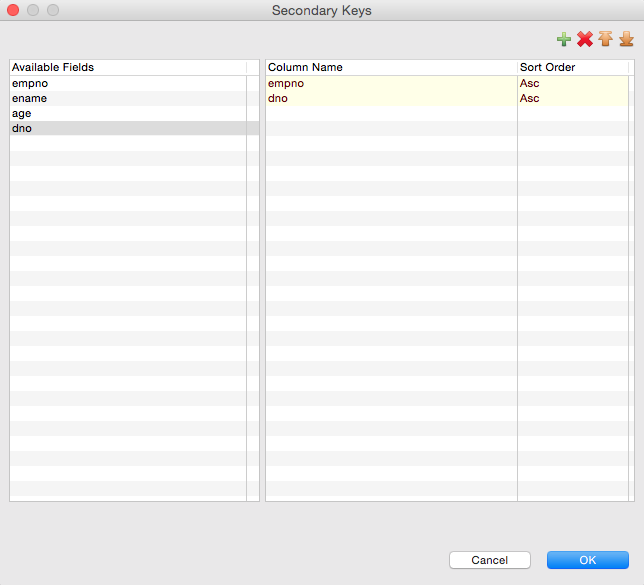 Secondary Keys
Available Fields
empno
ename
age
dno
Column Name Sort Order
empno Asc
dno Asc
Cancel OK